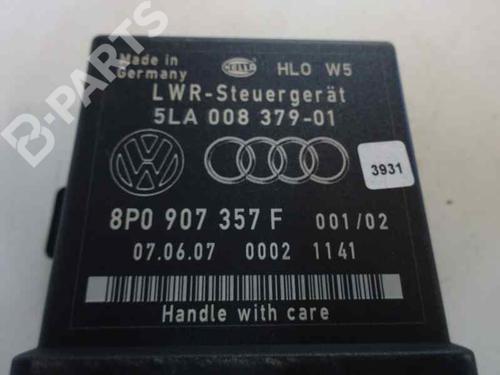 B-PARTS
Made in
Germany
HELLA
HLO W5
LWR-Steuergerät
5LA 008 379-01
3931
8P0 907 357 F 001/02
07.06.07 0002 1141
Handle with care